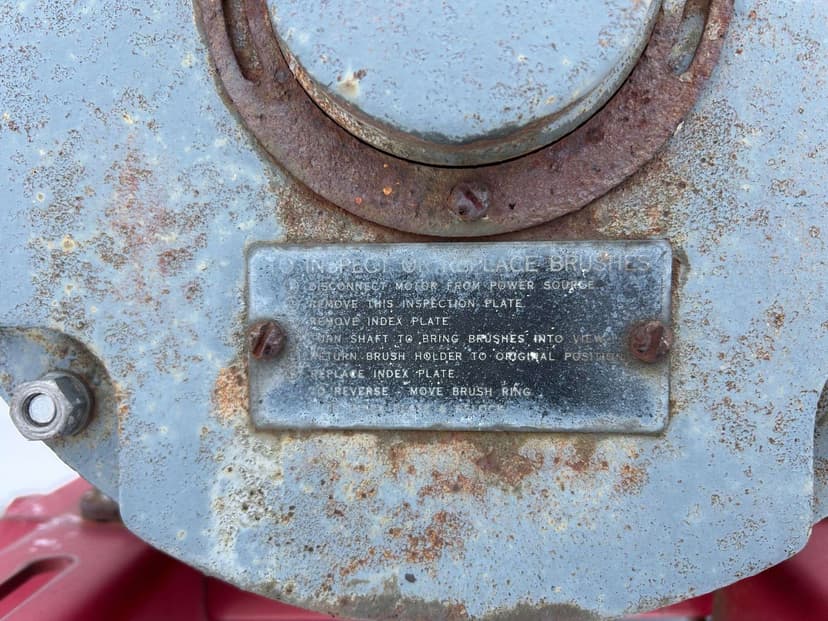 TO INSPECT OR REPLACE BRUSHES
DISCONNECT MOTOR FROM POWER SOURCE
REMOVE THIS INSPECTION PLATE
REMOVE INDEX PLATE
TURN SHAFT TO BRING BRUSHES INTO VIEW
RETURN BRUSH HOLDER TO ORIGINAL POSITION
REPLACE INDEX PLATE
TO REVERSE - MOVE BRUSH RING